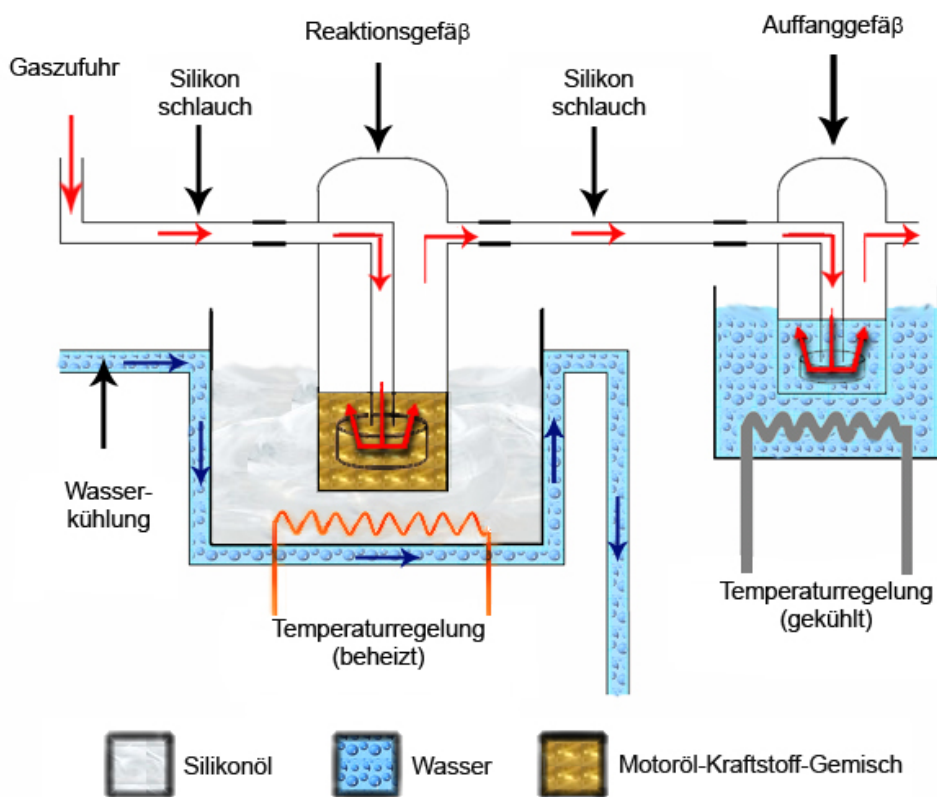 Reaktionsgefäβ
Auffanggefäβ
Gaszufuhr
Silikon
schlauch
Silikon
schlauch
Wasser-
kühlung
Temperaturregelung
(beheizt)
Temperaturregelung
(gekühlt)
Silikonöl
Wasser
Motoröl-Kraftstoff-Gemisch